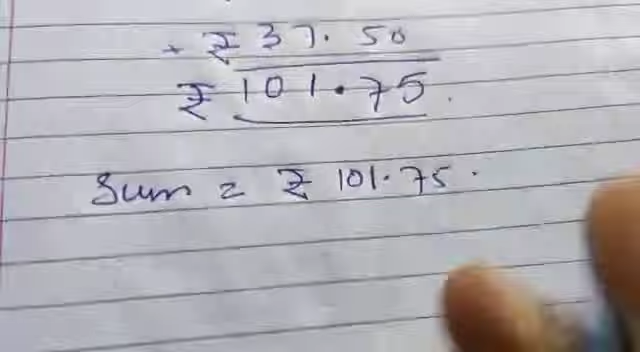 + ₹ 37.50
₹ 101.75.
Sum = ₹ 101.75.